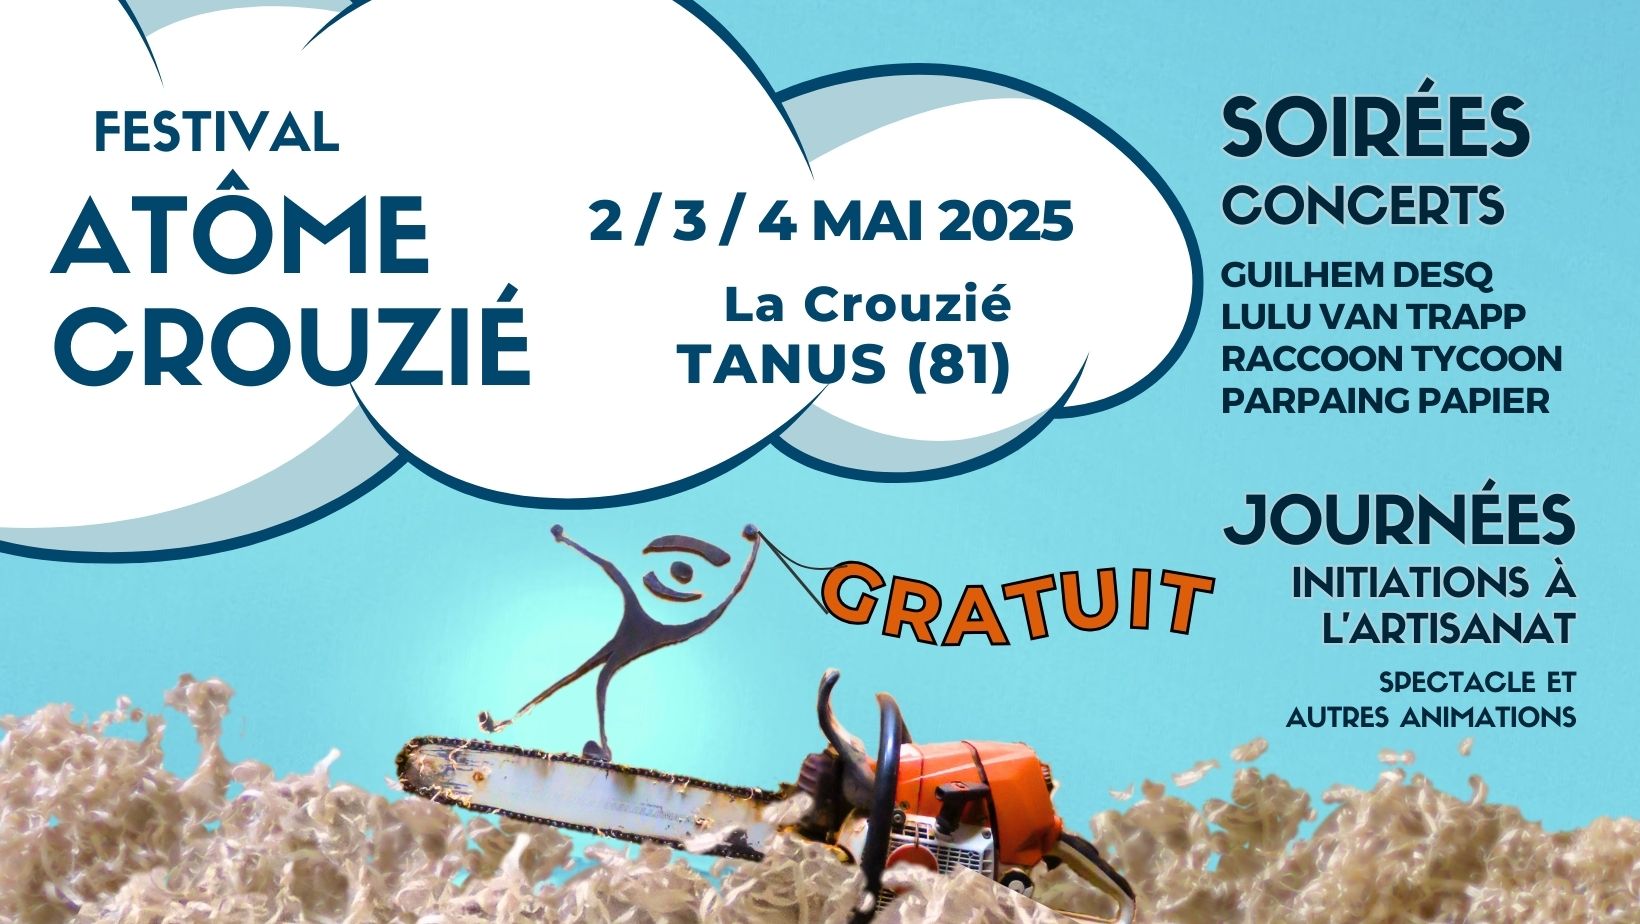 FESTIVAL
ATÔME
CROUZIÉ
2 / 3 / 4 MAI 2025
La Crouzié
TANUS (81)
SOIRÉES
CONCERTS
GUILHEM DESQ
LULU VAN TRAPP
RACCOON TYCOON
PARPAING PAPIER
GRATUIT
JOURNÉES
INITIATIONS À
L'ARTISANAT
SPECTACLE ET
AUTRES ANIMATIONS